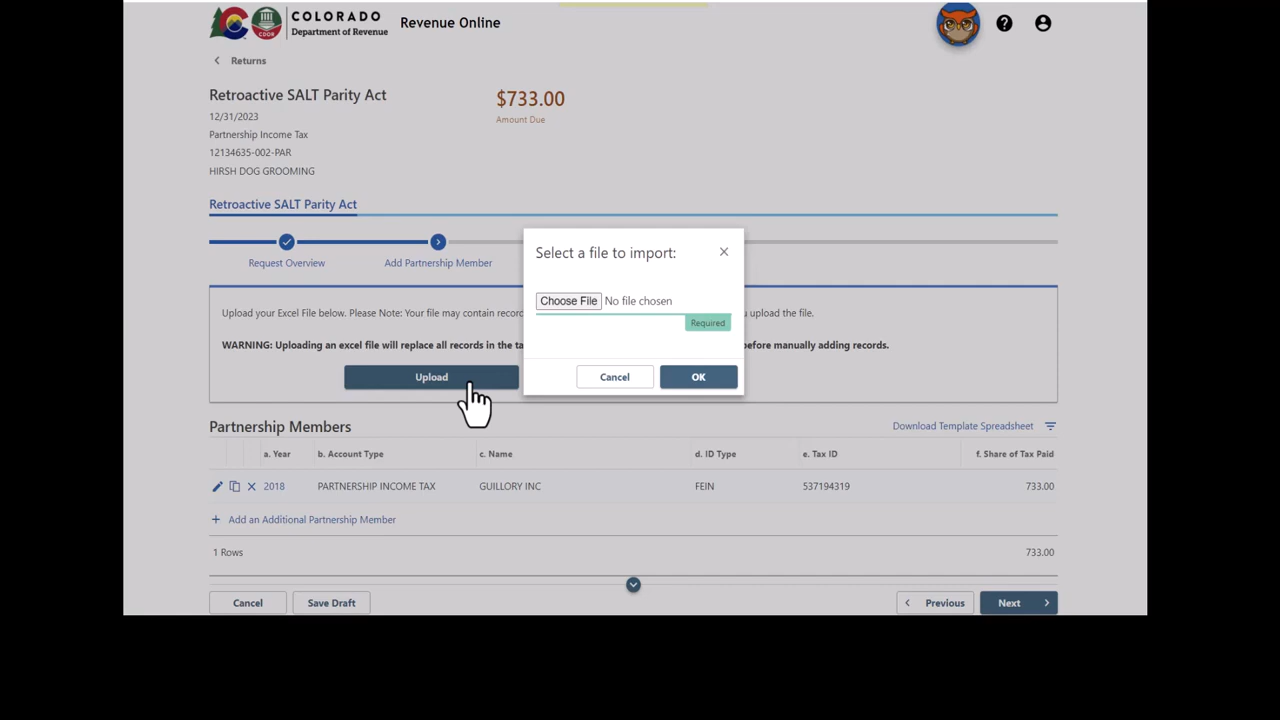 COLORADO
Department of Revenue
Revenue Online
CDOR
Returns
Retroactive SALT Parity Act
$733.00
12/31/2023
Amount Due
Partnership Income Tax
12134635-002-PAR
HIRSH DOG GROOMING
Retroactive SALT Parity Act
Request Overview
Add Partnership Member
Select a file to import:
Choose File No file chosen
Required
Cancel
OK
Upload your Excel File below. Please Note: Your file may contain recor
u upload the file.
WARNING: Uploading an excel file will replace all records in the ta
before manually adding records.
Upload
Partnership Members
Download Template Spreadsheet
a. Year b. Account Type c. Name d. ID Type e. Tax ID f. Share of Tax Paid
2018 PARTNERSHIP INCOME TAX GUILLORY INC FEIN 537194319 733.00
+ Add an Additional Partnership Member
1 Rows 733.00
Cancel Save Draft Previous Next